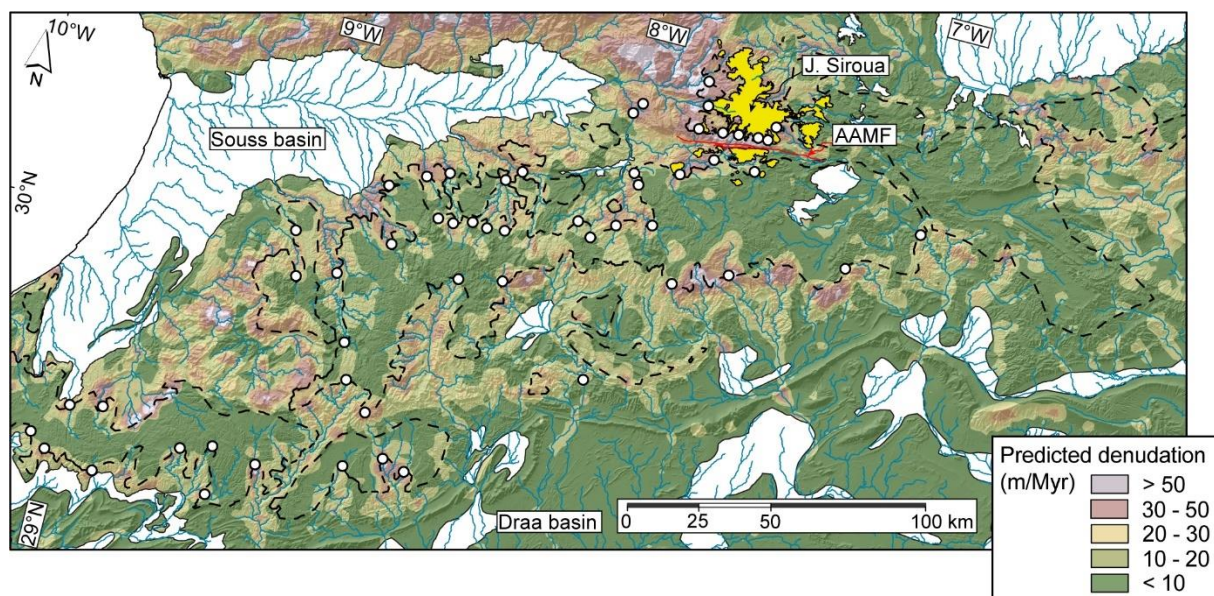 10°W
9°W
8°W
7°W
N
J. Siroua
AAMF
Souss basin
30°N
29°N
Draa basin
0 25 50 100 km
Predicted denudation
(m/Myr)
> 50
30 - 50
20 - 30
10 - 20
< 10